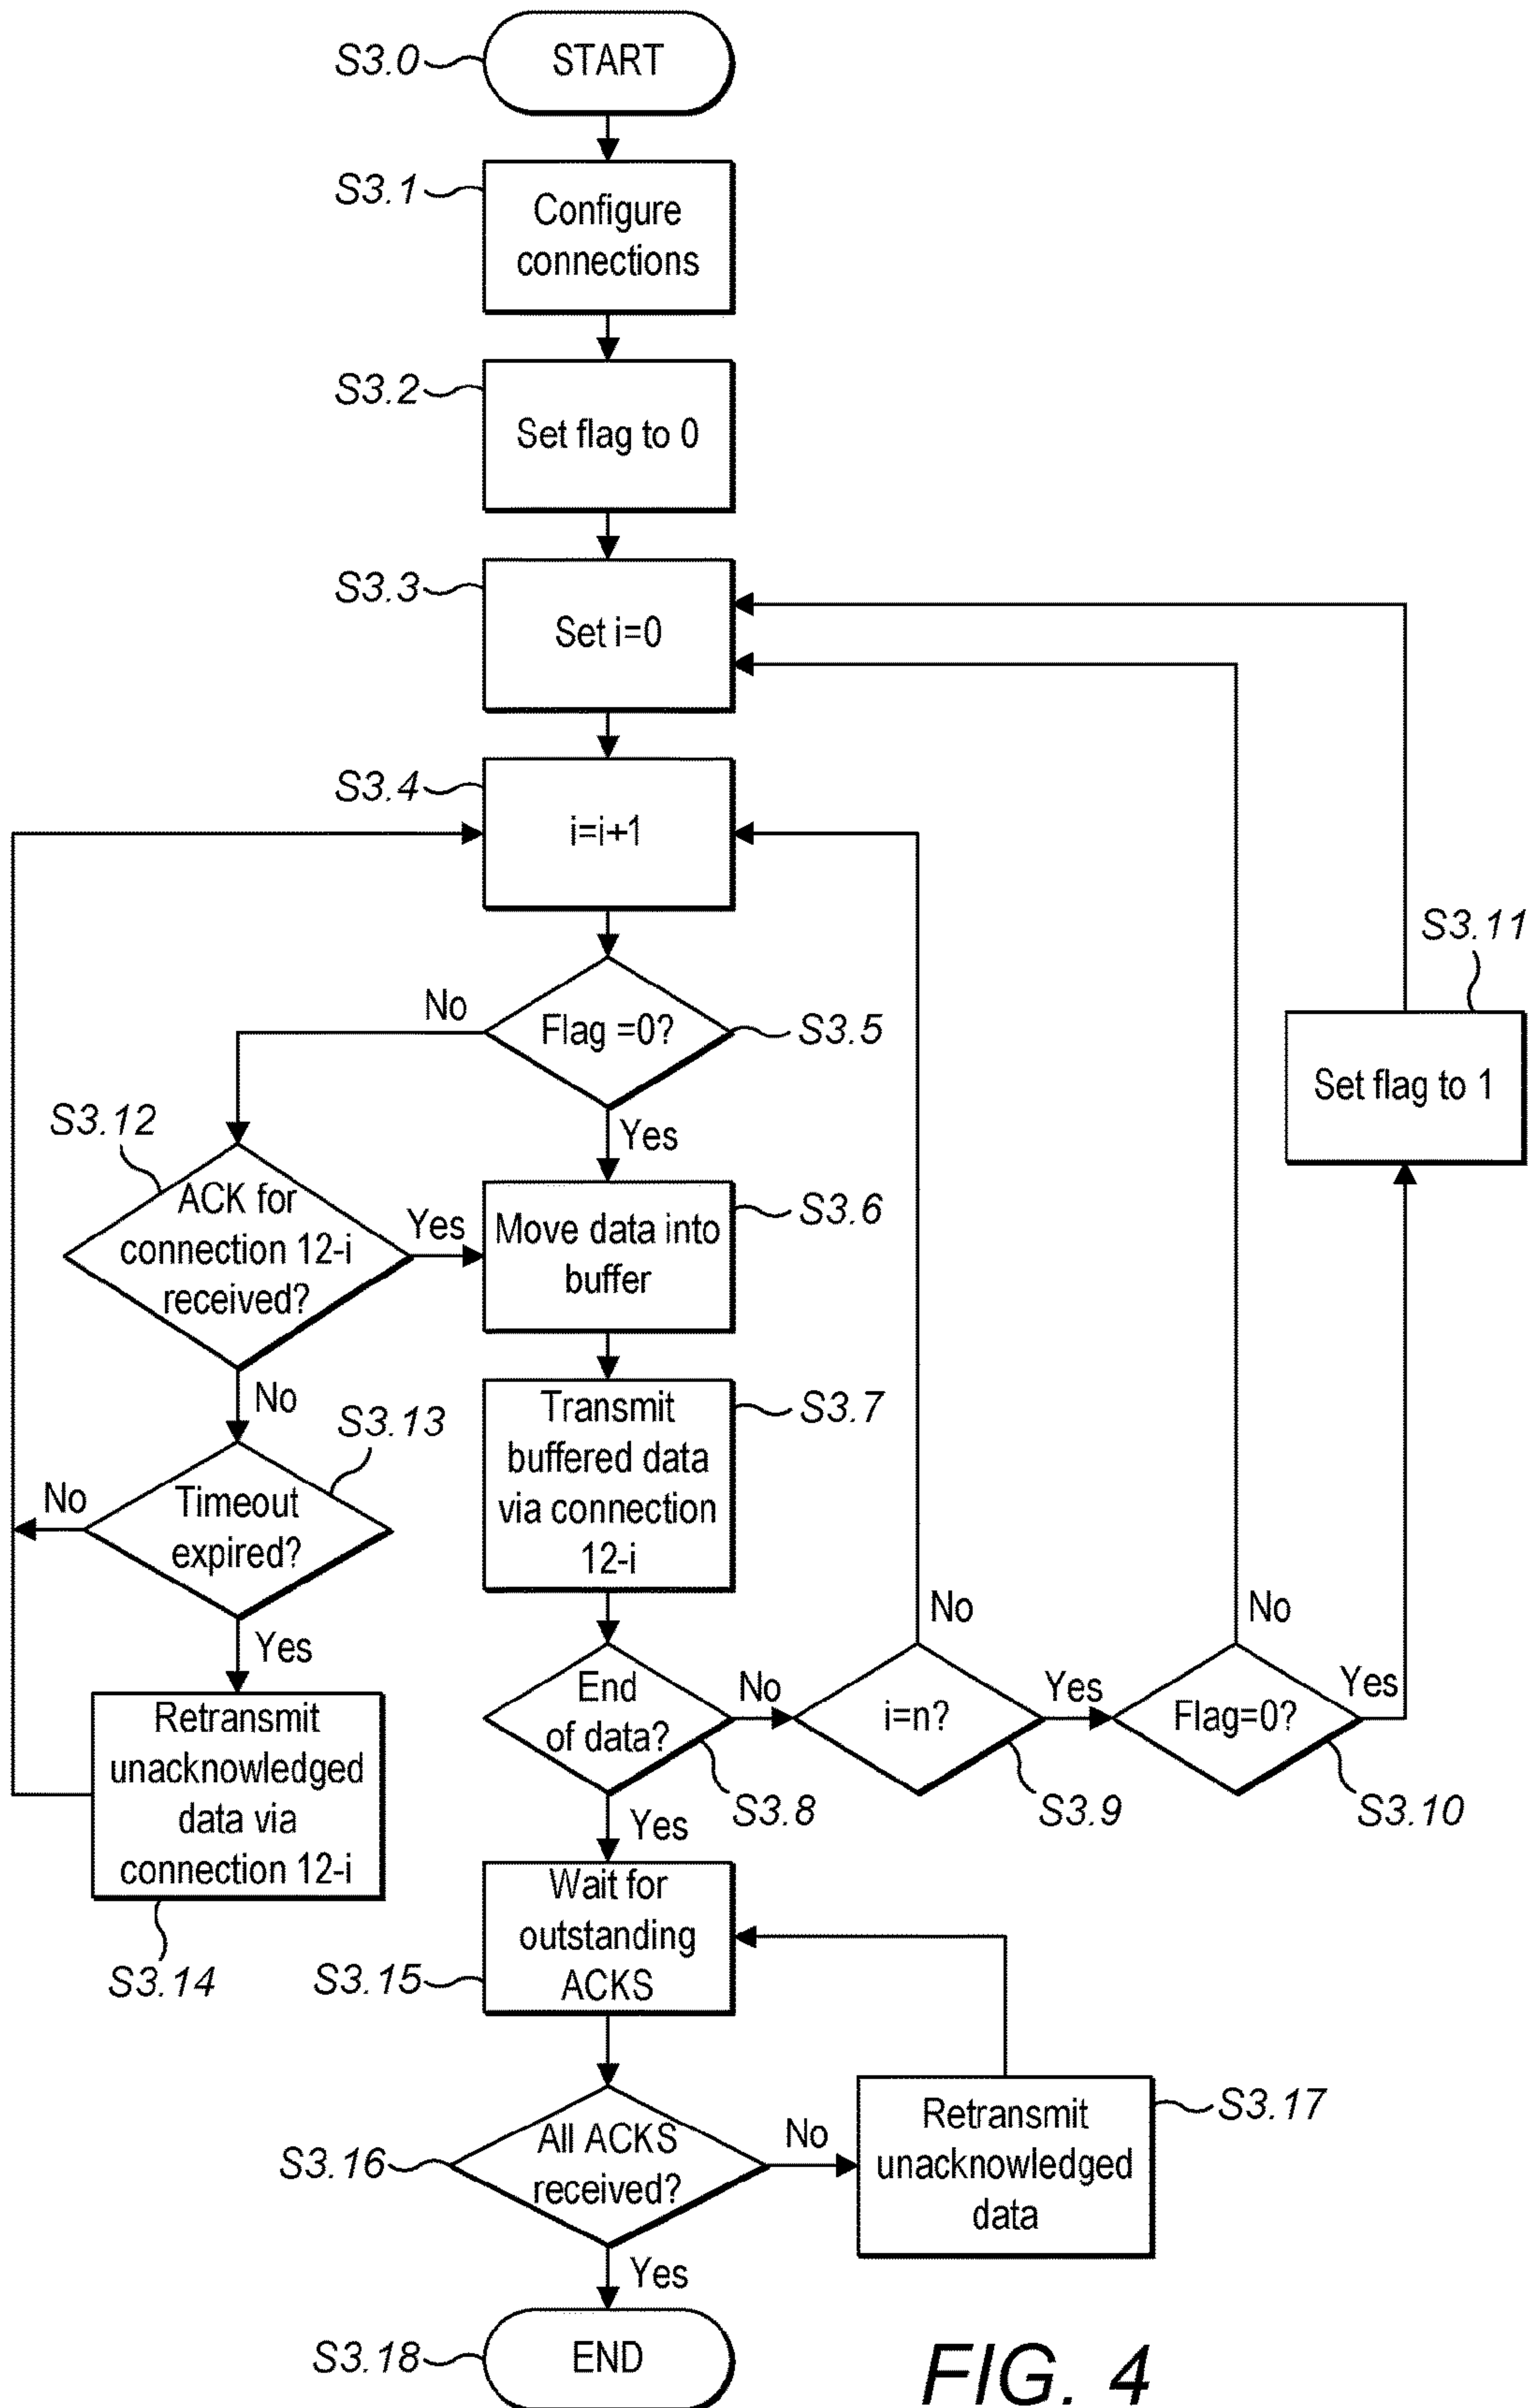 S3.0
START
S3.1
Configure
connections
S3.2
Set flag to 0
S3.3
Set i=0
S3.4
i=i+1
S3.11
Set flag to 1
No
Flag =0?
S3.5
Yes
S3.12
ACK for
connection 12-i
received?
Yes
Move data into
buffer
S3.6
No
S3.13
Timeout
expired?
No
Yes
Transmit
buffered data
via connection
12-i
S3.7
Retransmit
unacknowledged
data via
connection 12-i
S3.14
End
of data?
S3.8
No
i=n?
S3.9
No
Yes
Flag=0?
S3.10
No
Yes
Yes
Wait for
outstanding
ACKS
S3.15
All ACKS
received?
S3.16
No
Retransmit
unacknowledged
data
S3.17
Yes
S3.18
END
FIG. 4